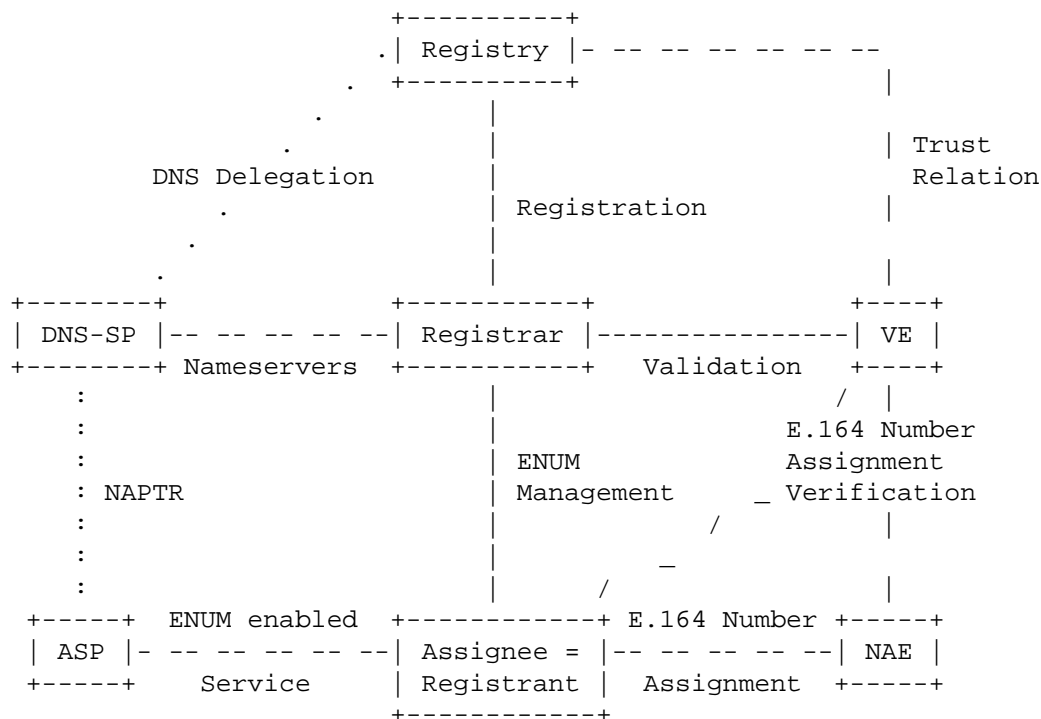 Registry
Trust
DNS Delegation Relation
Registration
DNS-SP Registrar VE
Nameservers Validation
E.164 Number
ENUM Assignment
NAPTR Management Verification
ENUM enabled E.164 Number
ASP Assignee = NAE
Service Registrant Assignment